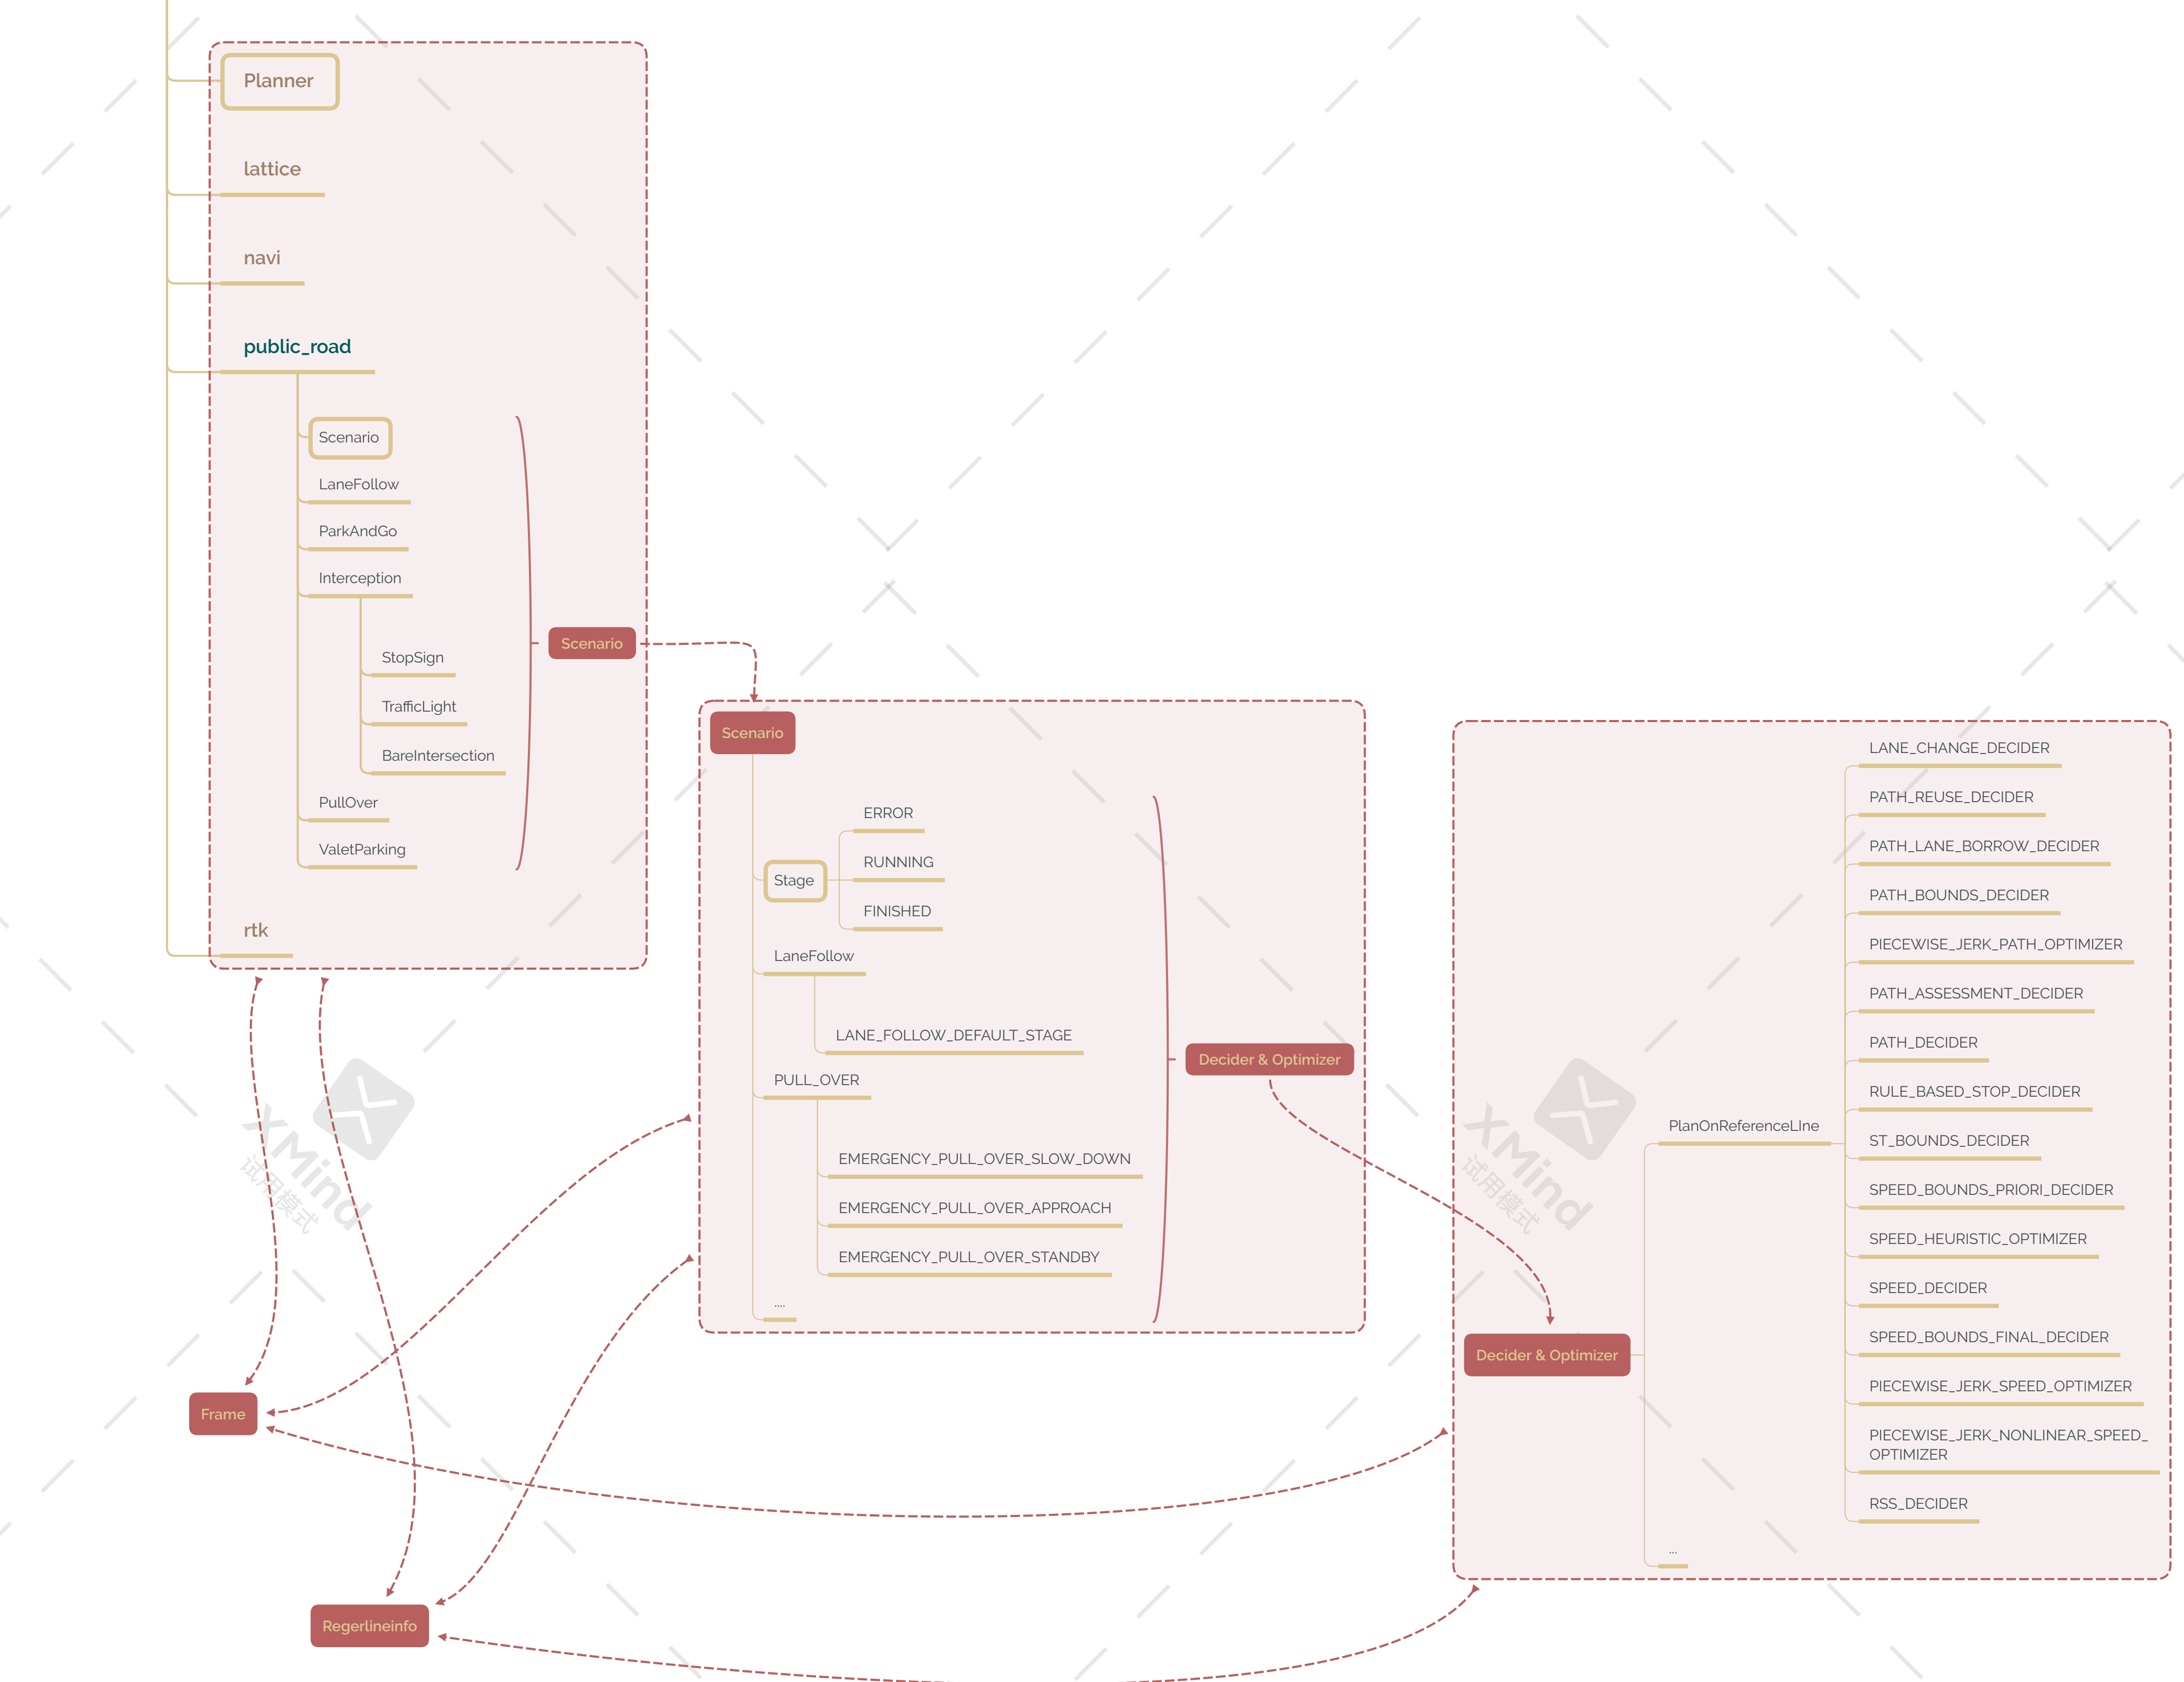 Planner
lattice
navi
public_road
Scenario
LaneFollow
ParkAndGo
Interception
StopSign
TrafficLight
BareIntersection
PullOver
ValetParking
Scenario
rtk
Scenario
Stage
ERROR
RUNNING
FINISHED
LaneFollow
LANE_FOLLOW_DEFAULT_STAGE
PULL_OVER
EMERGENCY_PULL_OVER_SLOW_DOWN
EMERGENCY_PULL_OVER_APPROACH
EMERGENCY_PULL_OVER_STANDBY
....
Decider & Optimizer
Decider & Optimizer
PlanOnReferenceLIne
LANE_CHANGE_DECIDER
PATH_REUSE_DECIDER
PATH_LANE_BORROW_DECIDER
PATH_BOUNDS_DECIDER
PIECEWISE_JERK_PATH_OPTIMIZER
PATH_ASSESSMENT_DECIDER
PATH_DECIDER
RULE_BASED_STOP_DECIDER
ST_BOUNDS_DECIDER
SPEED_BOUNDS_PRIORI_DECIDER
SPEED_HEURISTIC_OPTIMIZER
SPEED_DECIDER
SPEED_BOUNDS_FINAL_DECIDER
PIECEWISE_JERK_SPEED_OPTIMIZER
PIECEWISE_JERK_NONLINEAR_SPEED_
OPTIMIZER
RSS_DECIDER
...
Frame
Regerlineinfo
XMind
试用模式
XMind
试用模式